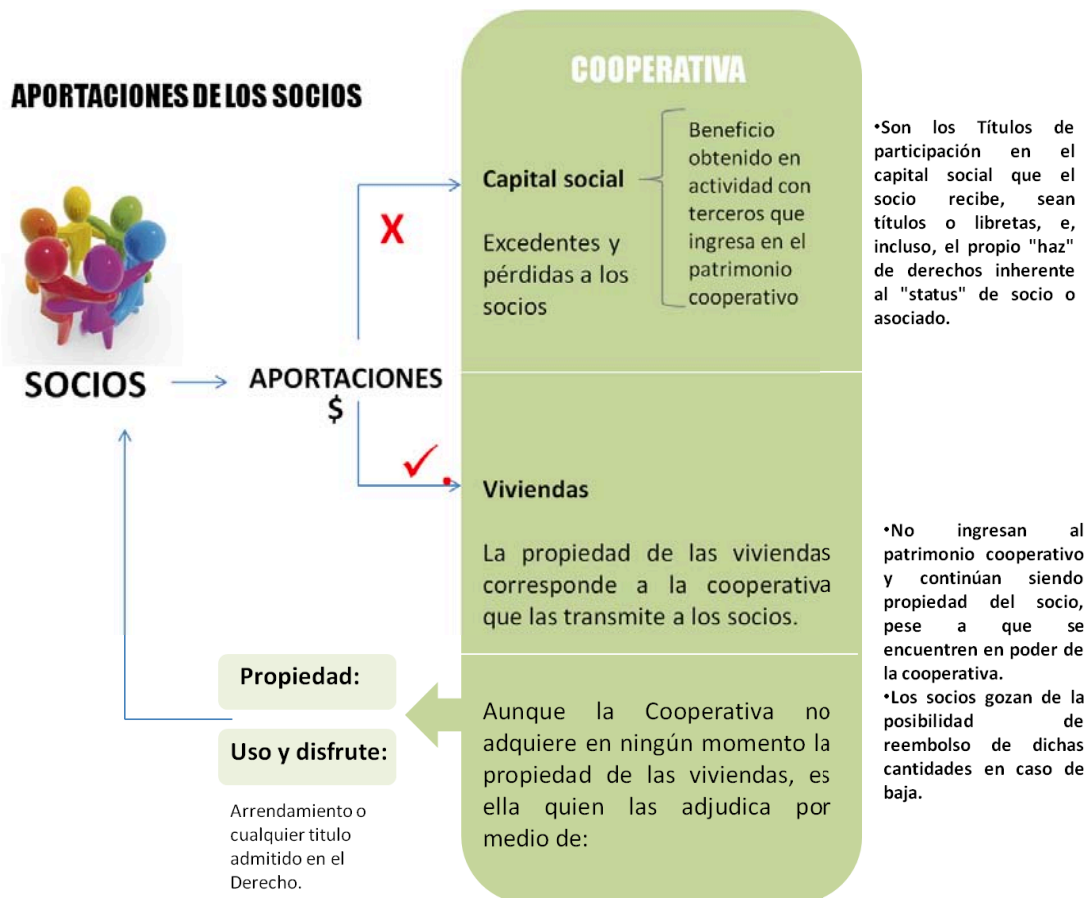 APORTACIONES DE LOS SOCIOS
SOCIOS
APORTACIONES
$
X
COOPERATIVA
Capital social
Excedentes y
pérdidas a los
socios
Beneficio
obtenido en
actividad con
terceros que
ingresa en el
patrimonio
cooperativo
•Son los Títulos de
participación en el
capital social que el
socio recibe, sean
títulos o libretas, e,
incluso, el propio "haz"
de derechos inherente
al "status" de socio o
asociado.
Viviendas
La propiedad de las viviendas
corresponde a la cooperativa
que las transmite a los socios.
•No ingresan al
patrimonio cooperativo
y continúan siendo
propiedad del socio,
pese a que se
encuentren en poder de
la cooperativa.
•Los socios gozan de la
posibilidad de
reembolso de dichas
cantidades en caso de
baja.
Aunque la Cooperativa no
adquiere en ningún momento la
propiedad de las viviendas, es
ella quien las adjudica por
medio de:
Propiedad:
Uso y disfrute:
Arrendamiento o
cualquier titulo
admitido en el
Derecho.